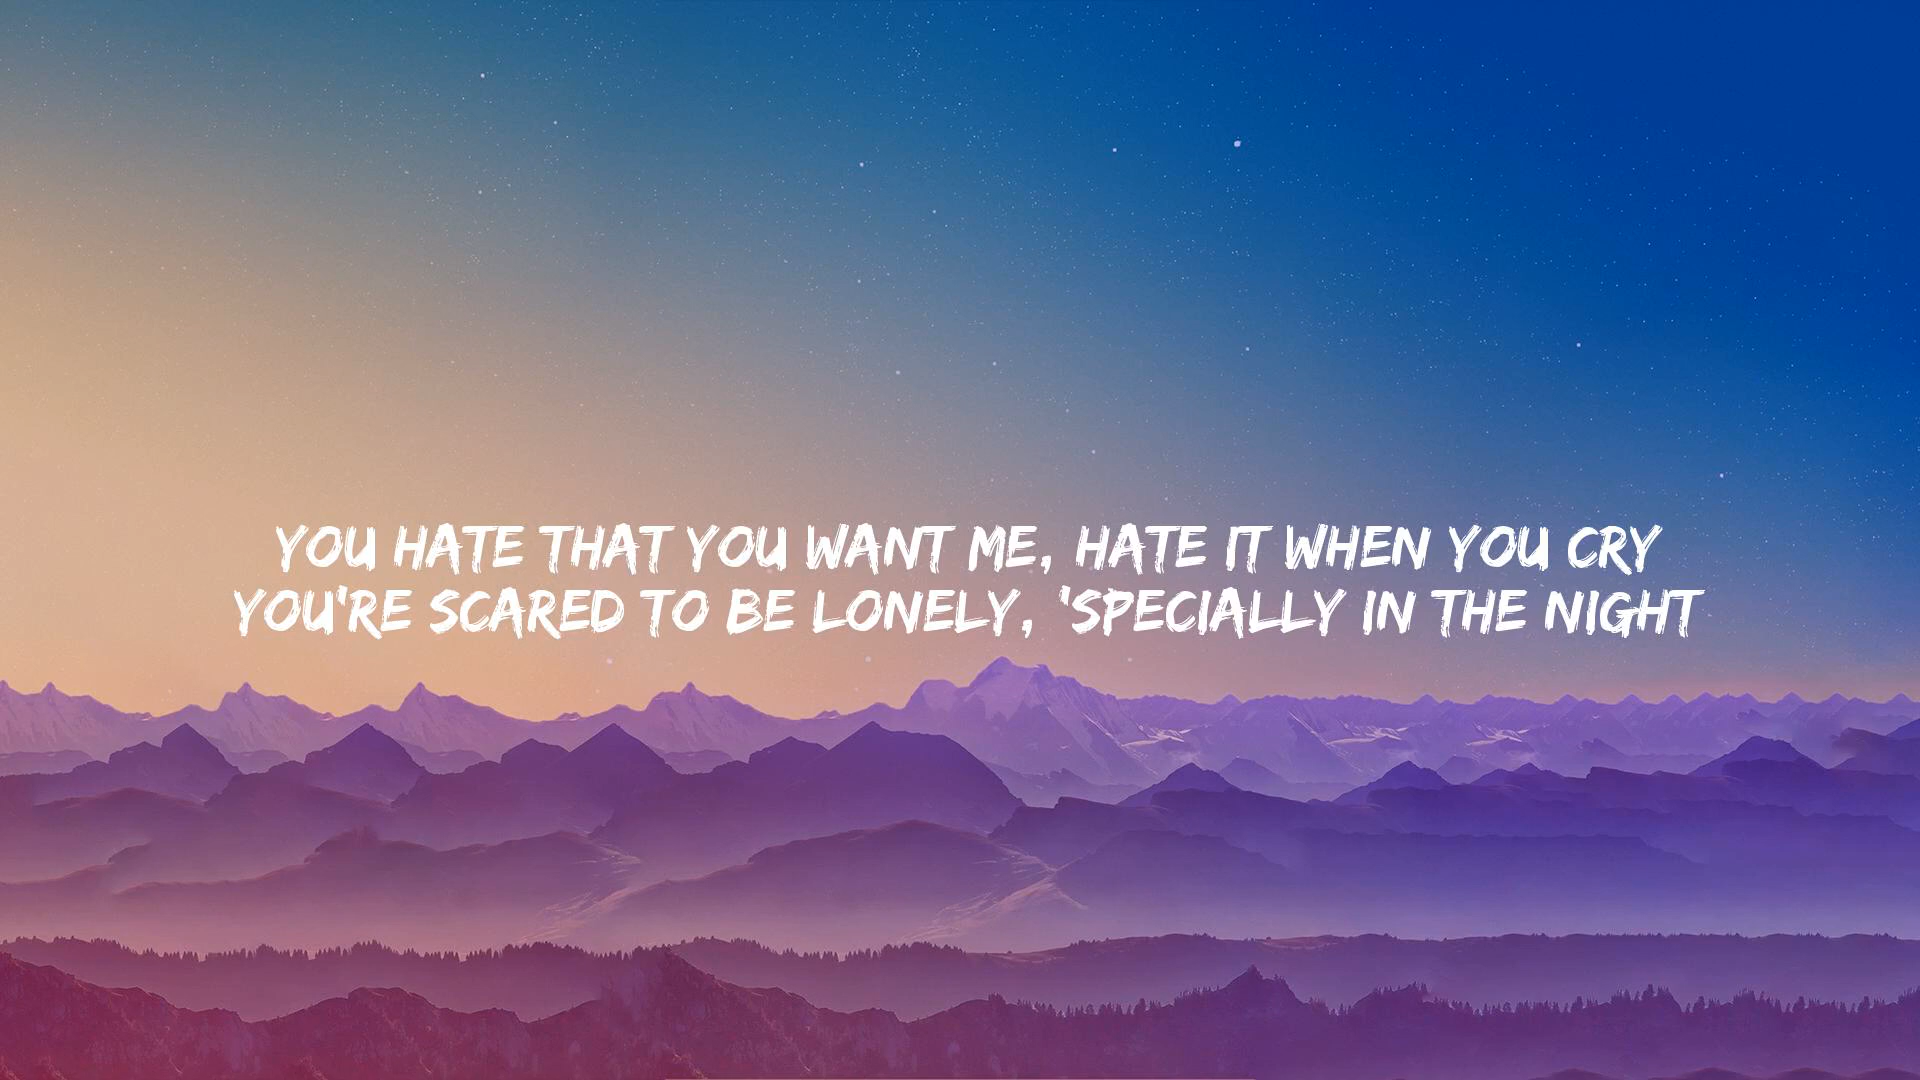 YOU HATE THAT YOU WANT ME, HATE IT WHEN YOU CRY
YOU'RE SCARED TO BE LONELY, 'SPECIALLY IN THE NIGHT